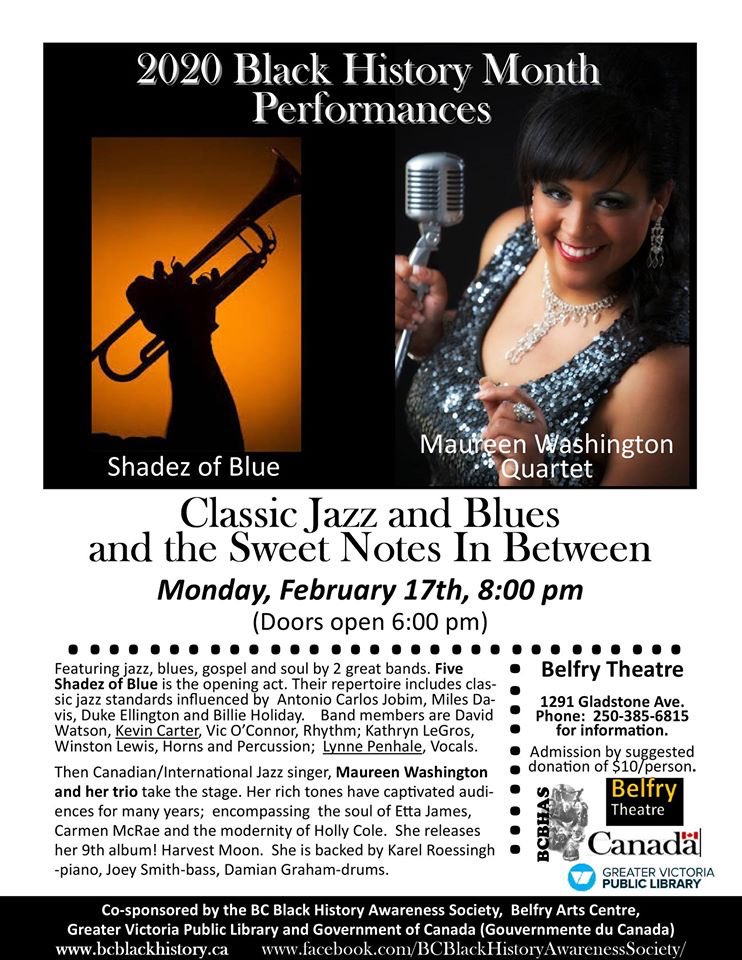 2020 Black History Month
Performances
Shadez of Blue
Maureen Washington
Quartet
Classic Jazz and Blues
and the Sweet Notes In Between
Monday, February 17th, 8:00 pm
(Doors open 6:00 pm)
Featuring jazz, blues, gospel and soul by 2 great bands. Five
Shadez of Blue is the opening act. Their repertoire includes clas-
sic jazz standards influenced by Antonio Carlos Jobim, Miles Da-
vis, Duke Ellington and Billie Holiday. Band members are David
Watson, Kevin Carter, Vic O'Connor, Rhythm; Kathryn LeGros,
Winston Lewis, Horns and Percussion; Lynne Penhale, Vocals.
Then Canadian/International Jazz singer, Maureen Washington
and her trio take the stage. Her rich tones have captivated audi-
ences for many years; encompassing the soul of Etta James,
Carmen McRae and the modernity of Holly Cole. She releases
her 9th album! Harvest Moon. She is backed by Karel Roessingh
-piano, Joey Smith-bass, Damian Graham-drums.
Belfry Theatre
1291 Gladstone Ave.
Phone: 250-385-6815
for information.
Admission by suggested
donation of $10/person.
BCBHAS
Belfry
Theatre
Canada
GREATER VICTORIA
PUBLIC LIBRARY
Co-sponsored by the BC Black History Awareness Society, Belfry Arts Centre,
Greater Victoria Public Library and Government of Canada (Gouvernmente du Canada)
www.bcblackhistory.ca www.facebook.com/BCBlackHistoryAwarenessSociety/